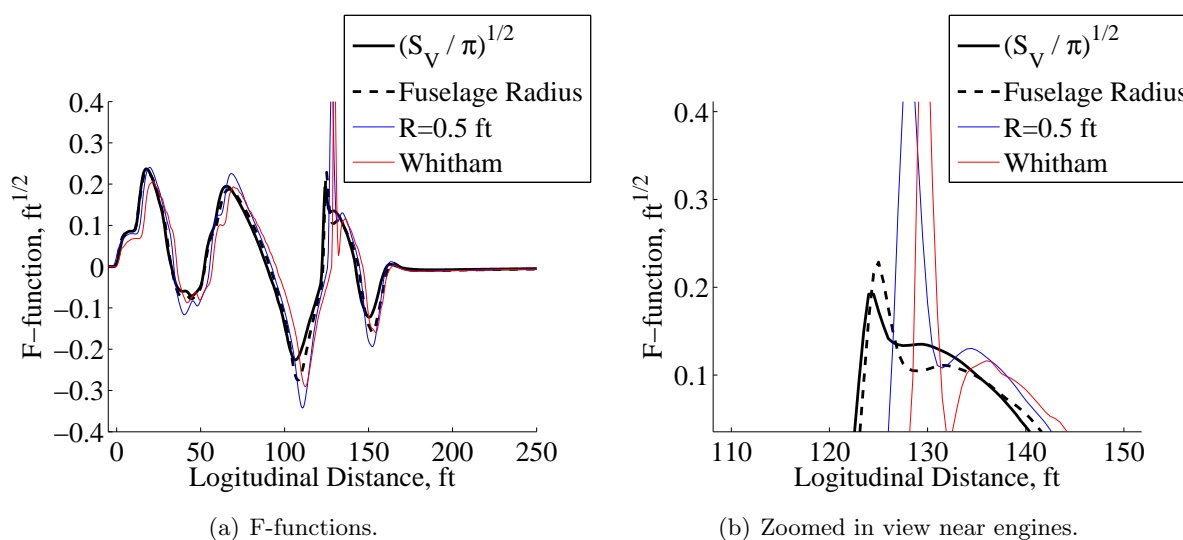 (S_V / π)^1/2
Fuselage Radius
R=0.5 ft
Whitham
0.4
0.3
0.2
0.1
0
−0.1
−0.2
−0.3
−0.4
F−function, ft^1/2
0 50 100 150 200 250
Logitudinal Distance, ft
(a) F-functions.
(S_V / π)^1/2
Fuselage Radius
R=0.5 ft
Whitham
0.4
0.3
0.2
0.1
F−function, ft^1/2
110 120 130 140 150
Logitudinal Distance, ft
(b) Zoomed in view near engines.